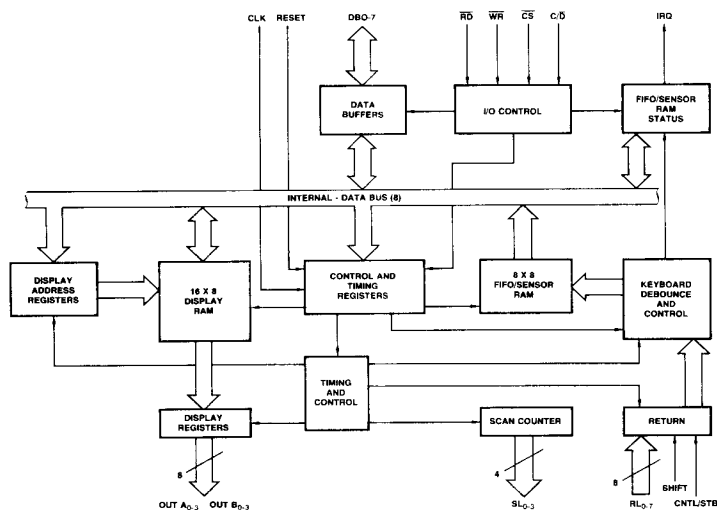 CLK RESET DBO-7 RD WR CS C/D IRQ
DATA
BUFFERS
I/O CONTROL
FIFO/SENSOR
RAM
STATUS
INTERNAL - DATA BUS (8)
DISPLAY
ADDRESS
REGISTERS
16 X 8
DISPLAY
RAM
CONTROL AND
TIMING
REGISTERS
8 X 8
FIFO/SENSOR
RAM
KEYBOARD
DEBOUNCE
AND
CONTROL
TIMING
AND
CONTROL
DISPLAY
REGISTERS
SCAN COUNTER
RETURN
8
4
8
SHIFT
OUT A0-3 OUT B0-3
SL0-3
RL0-7
CNTL/STB